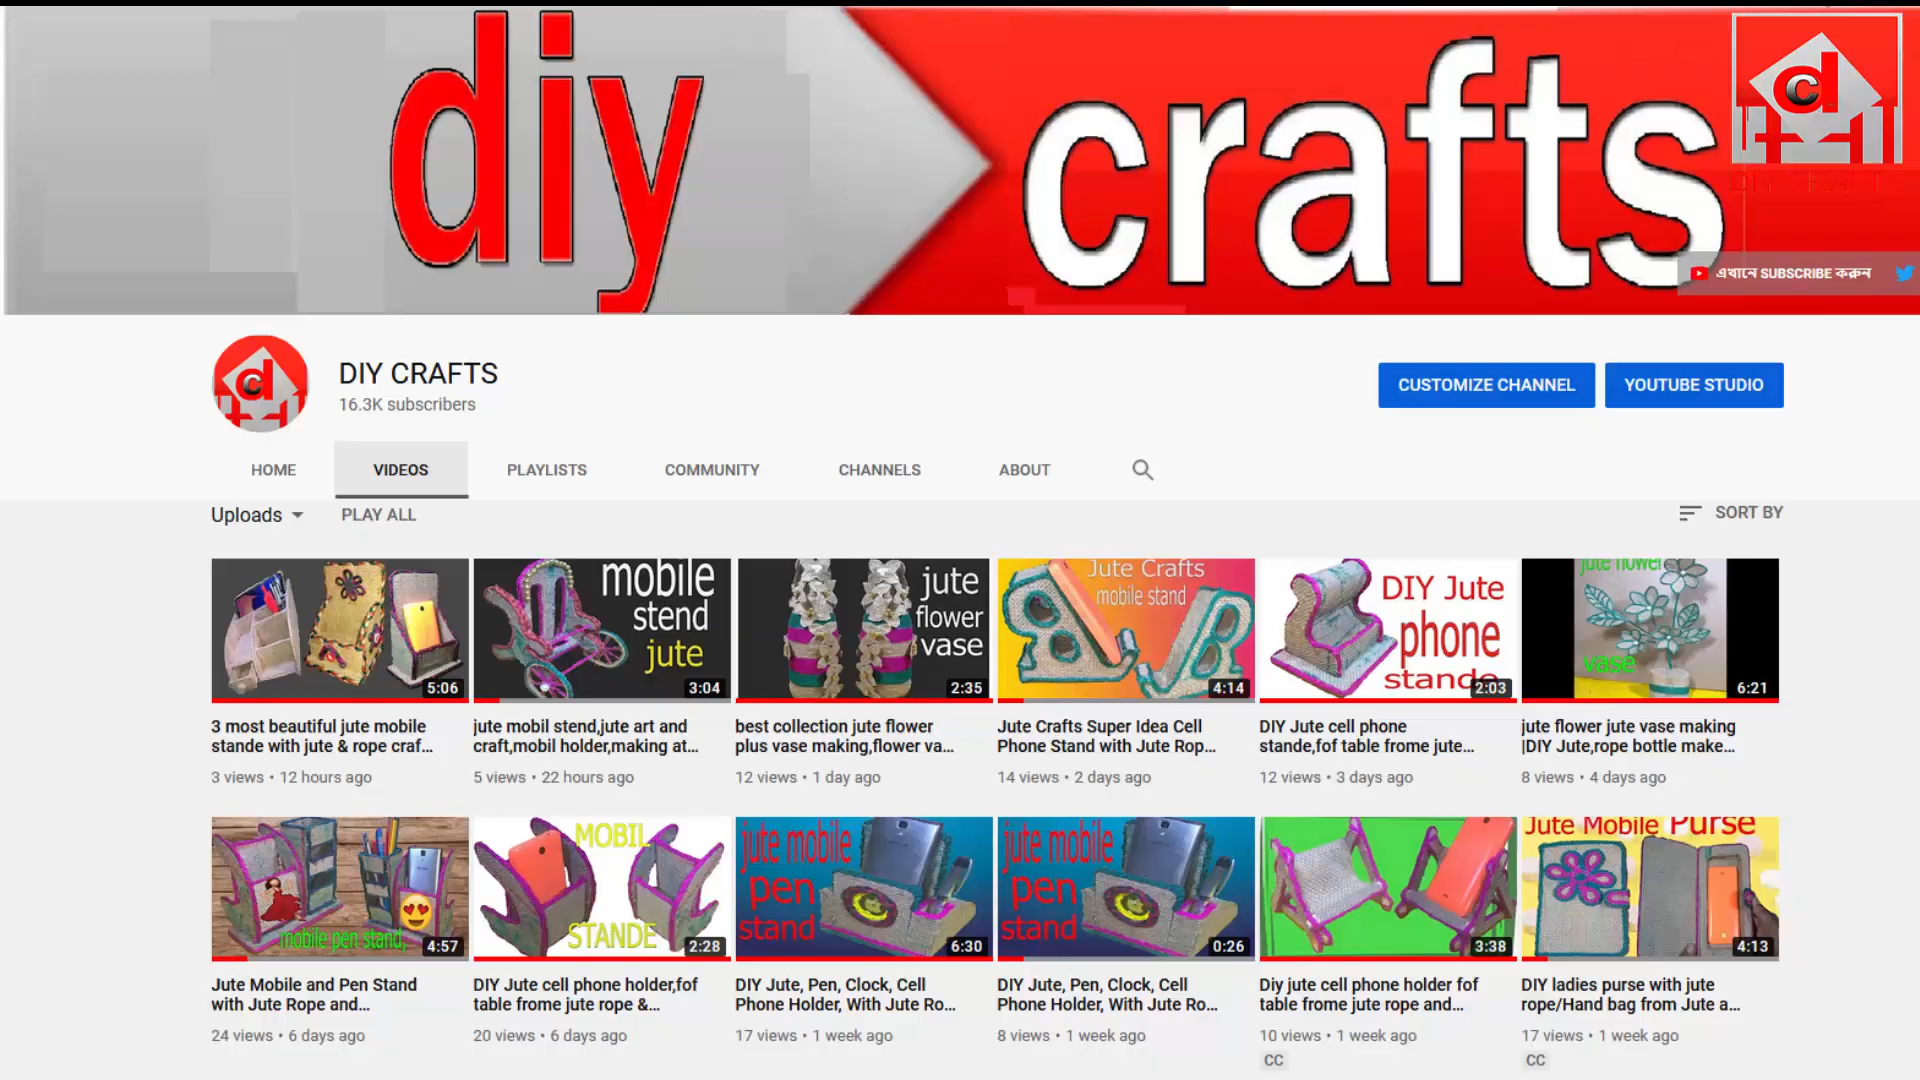 diy crafts
DIY CRAFT
এখানে SUBSCRIBE করুন
DIY CRAFTS
16.3K subscribers
CUSTOMIZE CHANNEL
YOUTUBE STUDIO
HOME
VIDEOS
PLAYLISTS
COMMUNITY
CHANNELS
ABOUT
Uploads
PLAY ALL
SORT BY
5:06
mobile
stend
jute
3:04
jute
flower
vase
2:35
Jute Crafts
mobile stand
4:14
DIY Jute
phone
stande
2:03
jute flower
vase
6:21
3 most beautiful jute mobile
stande with jute & rope craf...
3 views • 12 hours ago
jute mobil stend,jute art and
craft,mobil holder,making at...
5 views • 22 hours ago
best collection jute flower
plus vase making,flower va...
12 views • 1 day ago
Jute Crafts Super Idea Cell
Phone Stand with Jute Rop...
14 views • 2 days ago
DIY Jute cell phone
stande,fof table frome jute...
12 views • 3 days ago
jute flower jute vase making
|DIY Jute,rope bottle make...
8 views • 4 days ago
mobile pen stand,
4:57
MOBIL
STANDE
2:28
jute mobile
pen
stand
6:30
jute mobile
pen
stand
0:26
3:38
Jute Mobile Purse
4:13
Jute Mobile and Pen Stand
with Jute Rope and...
24 views • 6 days ago
DIY Jute cell phone holder,fof
table frome jute rope &...
20 views • 6 days ago
DIY Jute, Pen, Clock, Cell
Phone Holder, With Jute Ro...
17 views • 1 week ago
DIY Jute, Pen, Clock, Cell
Phone Holder, With Jute Ro...
8 views • 1 week ago
Diy jute cell phone holder fof
table frome jute rope and...
10 views • 1 week ago
CC
DIY ladies purse with jute
rope/Hand bag from Jute a...
17 views • 1 week ago
CC